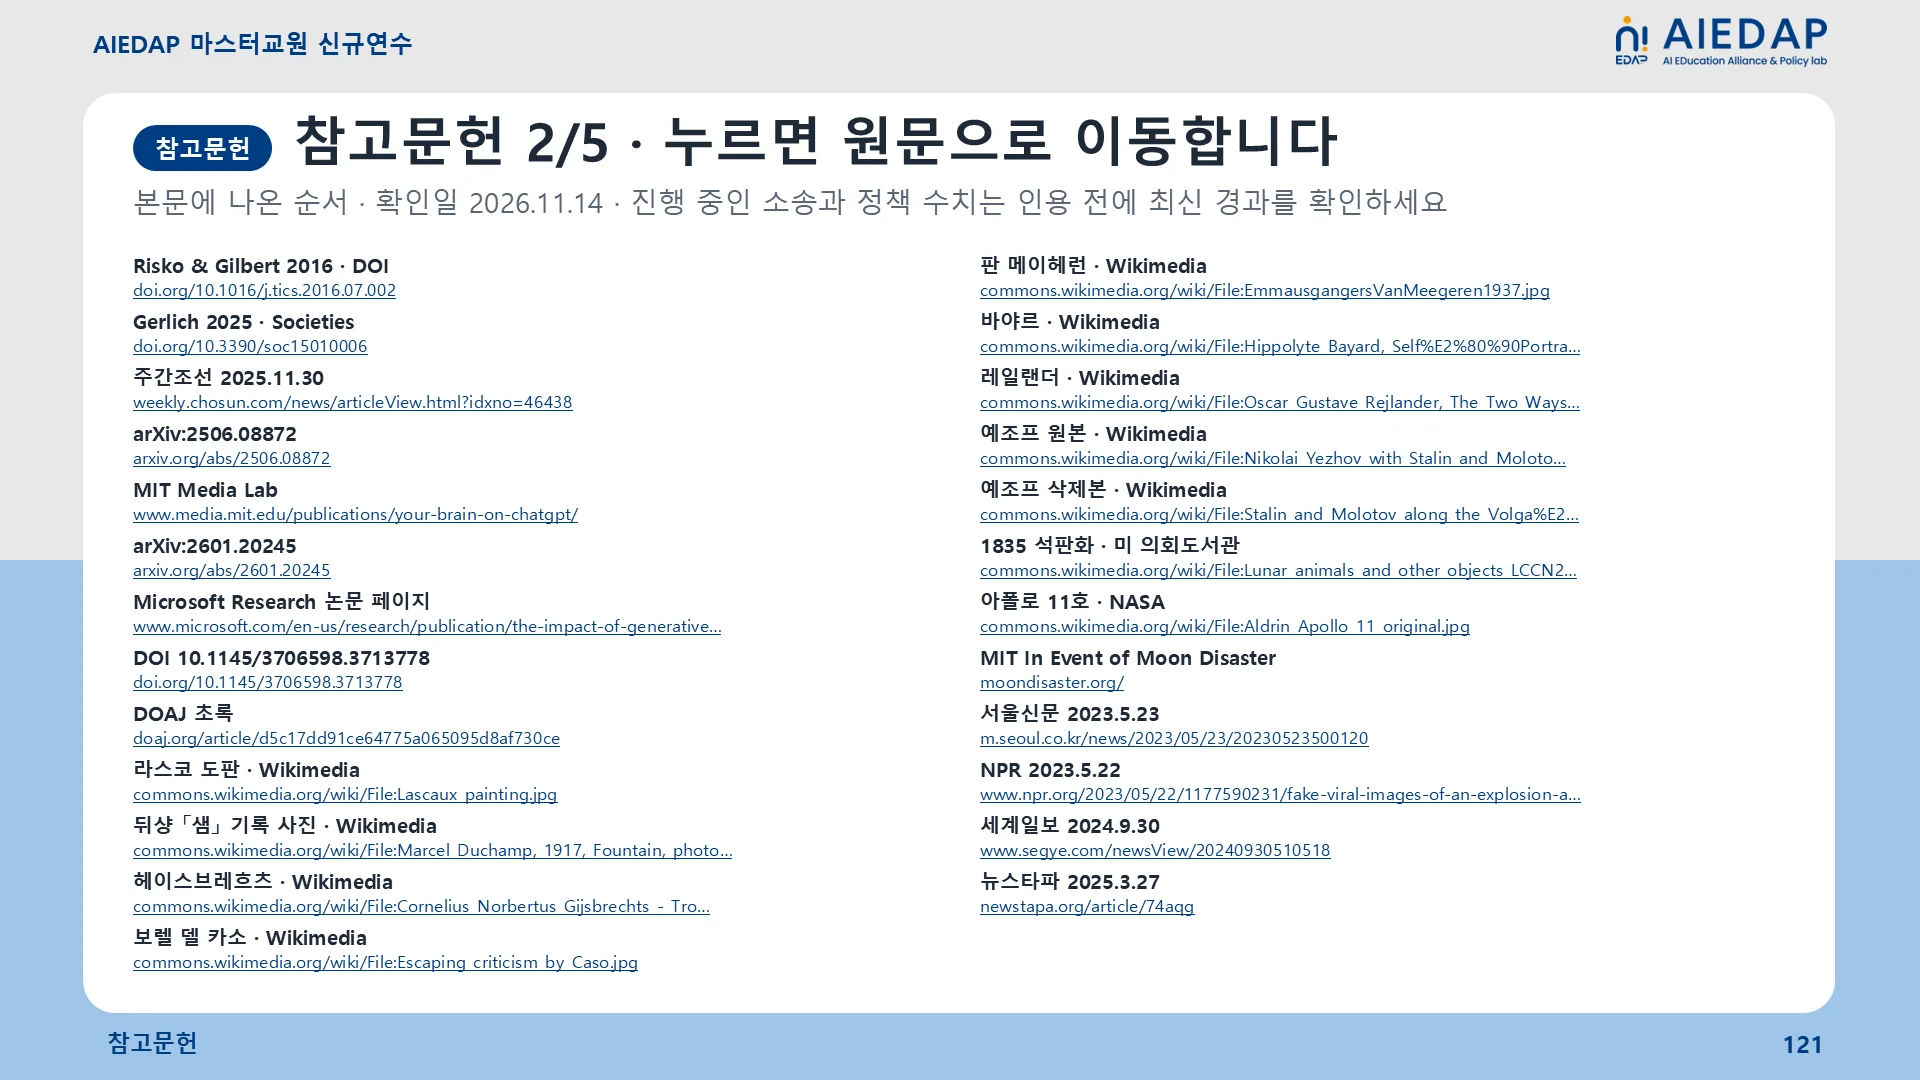 AIEDAP 마스터교원 신규연수
AIEDAP
EDAP
AI EDucation Alliance & Policy lab
참고문헌
참고문헌 2/5 · 누르면 원문으로 이동합니다
본문에 나온 순서 · 확인일 2026.11.14 · 진행 중인 소송과 정책 수치는 인용 전에 최신 경과를 확인하세요
Risko & Gilbert 2016 · DOI
doi.org/10.1016/j.tics.2016.07.002
Gerlich 2025 · Societies
doi.org/10.3390/soc15010006
주간조선 2025.11.30
weekly.chosun.com/news/articleView.html?idxno=46438
arXiv:2506.08872
arxiv.org/abs/2506.08872
MIT Media Lab
www.media.mit.edu/publications/your-brain-on-chatgpt/
arXiv:2601.20245
arxiv.org/abs/2601.20245
Microsoft Research 논문 페이지
www.microsoft.com/en-us/research/publication/the-impact-of-generative...
DOI 10.1145/3706598.3713778
doi.org/10.1145/3706598.3713778
DOAJ 초록
doaj.org/article/d5c17dd91ce64775a065095d8af730ce
라스코 도판 · Wikimedia
commons.wikimedia.org/wiki/File:Lascaux_painting.jpg
뒤샹 「샘」 기록 사진 · Wikimedia
commons.wikimedia.org/wiki/File:Marcel_Duchamp,_1917,_Fountain,_photo...
헤이스브레흐츠 · Wikimedia
commons.wikimedia.org/wiki/File:Cornelius_Norbertus_Gijsbrechts_-_Tro...
보렐 델 카소 · Wikimedia
commons.wikimedia.org/wiki/File:Escaping_criticism_by_Caso.jpg
판 메이헤런 · Wikimedia
commons.wikimedia.org/wiki/File:EmmausgangersVanMeegeren1937.jpg
바야르 · Wikimedia
commons.wikimedia.org/wiki/File:Hippolyte_Bayard,_Self%E2%80%90Portra...
레일랜더 · Wikimedia
commons.wikimedia.org/wiki/File:Oscar_Gustave_Rejlander,_The_Two_Ways...
예조프 원본 · Wikimedia
commons.wikimedia.org/wiki/File:Nikolai_Yezhov_with_Stalin_and_Moloto...
예조프 삭제본 · Wikimedia
commons.wikimedia.org/wiki/File:Stalin_and_Molotov_along_the_Volga%E2...
1835 석판화 · 미 의회도서관
commons.wikimedia.org/wiki/File:Lunar_animals_and_other_objects_LCCN2...
아폴로 11호 · NASA
commons.wikimedia.org/wiki/File:Aldrin_Apollo_11_original.jpg
MIT In Event of Moon Disaster
moondisaster.org/
서울신문 2023.5.23
m.seoul.co.kr/news/2023/05/23/20230523500120
NPR 2023.5.22
www.npr.org/2023/05/22/1177590231/fake-viral-images-of-an-explosion-a...
세계일보 2024.9.30
www.segye.com/newsView/20240930510518
뉴스타파 2025.3.27
newstapa.org/article/74aqg
참고문헌
121